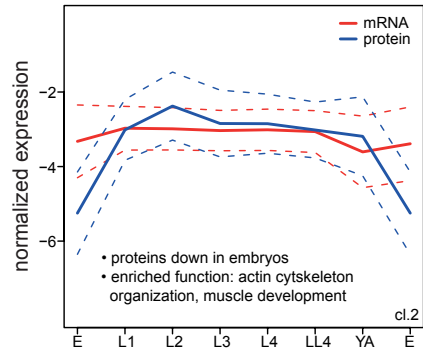 mRNA
protein
normalized expression
−2
−4
−6
• proteins down in embryos
• enriched function: actin cytskeleton
organization, muscle development
cl.2
E L1 L2 L3 L4 LL4 YA E